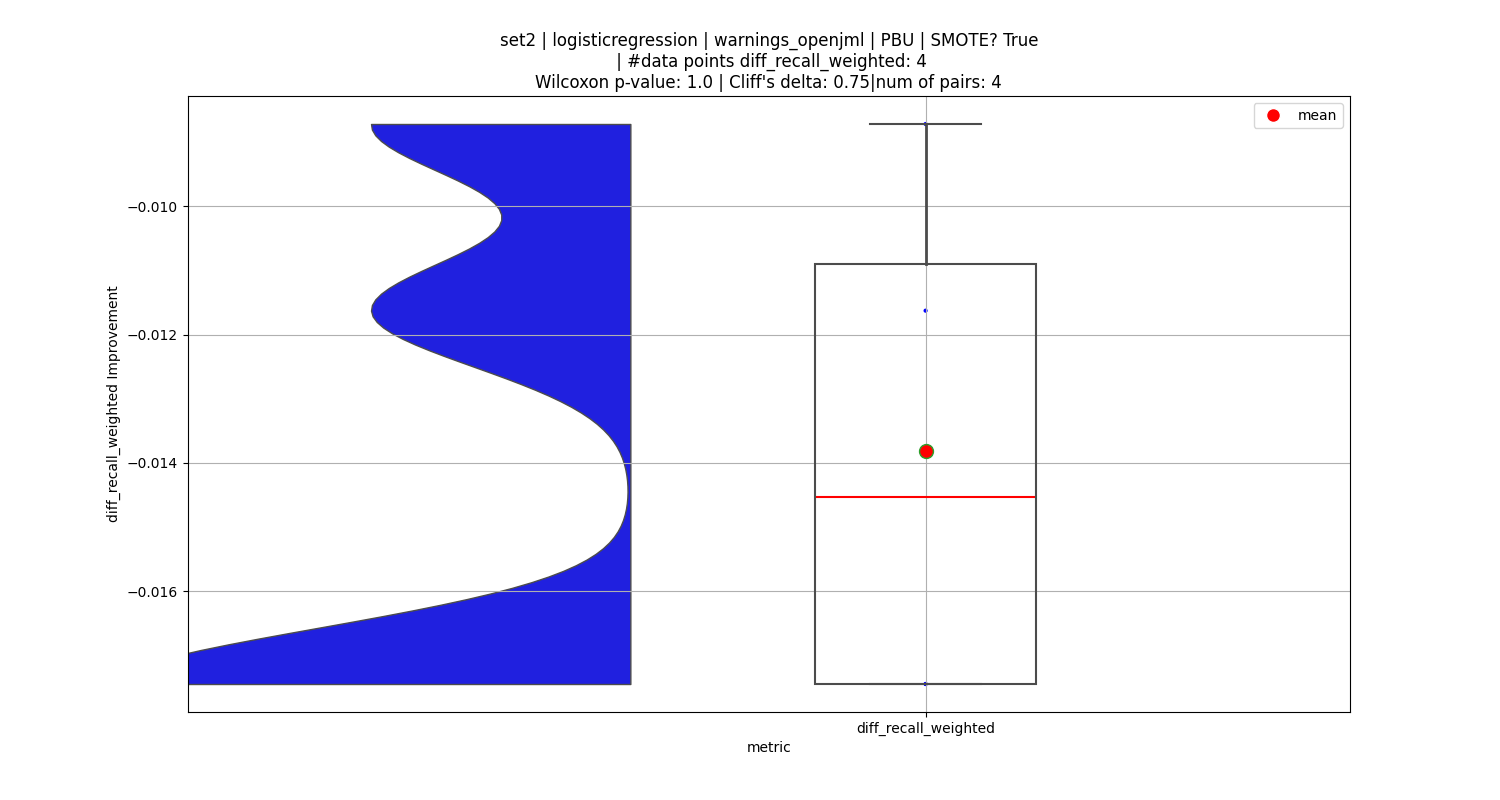 set2 | logisticregression | warnings_openjml | PBU | SMOTE? True
| #data points diff_recall_weighted: 4
Wilcoxon p-value: 1.0 | Cliff's delta: 0.75|num of pairs: 4
mean
−0.010
−0.012
−0.014
−0.016
diff_recall_weighted Improvement
diff_recall_weighted
metric